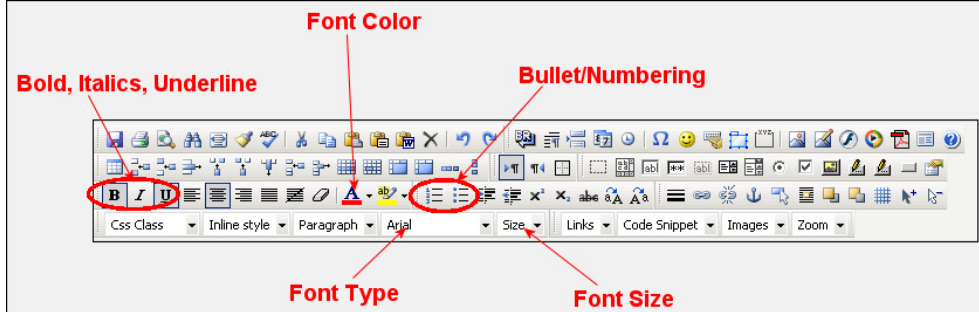 Font Color
Bold, Italics, Underline
Bullet/Numbering
B I U
Css Class Inline style Paragraph Arial Size Links Code Snippet Images Zoom
Font Type
Font Size